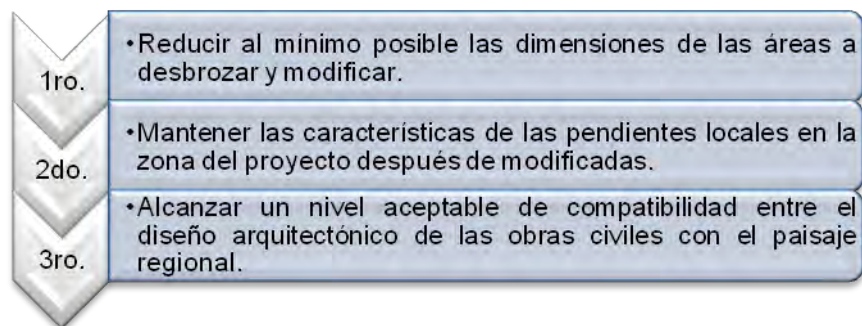 1ro.
•Reducir al mínimo posible las dimensiones de las áreas a
desbrozar y modificar.
2do.
•Mantener las características de las pendientes locales en la
zona del proyecto después de modificadas.
3ro.
•Alcanzar un nivel aceptable de compatibilidad entre el
diseño arquitectónico de las obras civiles con el paisaje
regional.